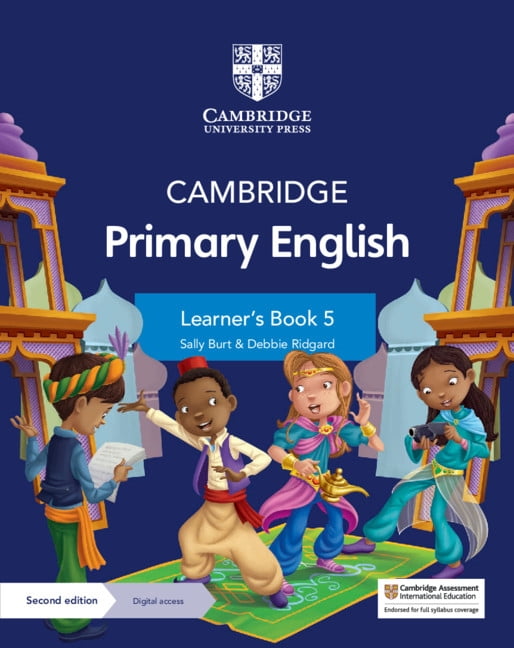 CAMBRIDGE
UNIVERSITY PRESS
CAMBRIDGE
Primary English
Learner's Book 5
Sally Burt & Debbie Ridgard
Second edition
Digital access
Cambridge Assessment
International Education
Endorsed for full syllabus coverage